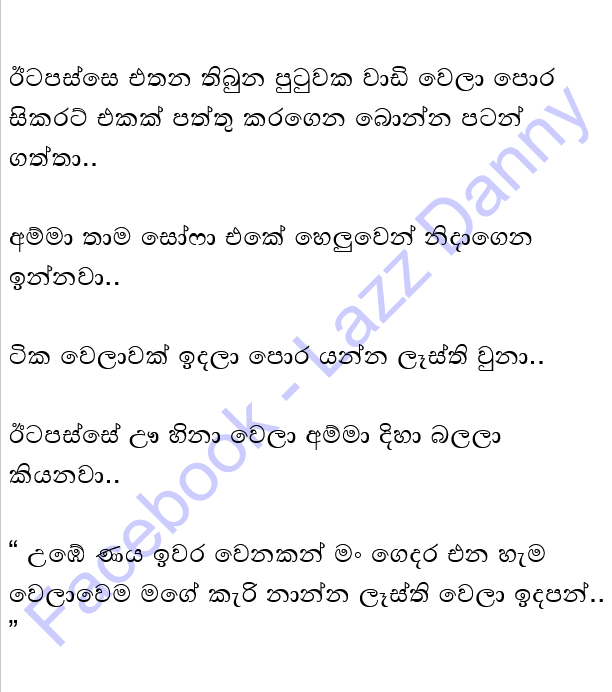 ඊටපස්සෙ එතන තිබුන පුටුවක වාඩි වෙලා පොර
සිකරට් එකක් පත්තු කරගෙන බොන්න පටන්
ගත්තා..
අම්මා තාම සෝෆා එකේ හෙලුවෙන් නිදාගෙන
ඉන්නවා..
ටික වෙලාවක් ඉදලා පොර යන්න ලෑස්ති වුනා..
ඊටපස්සේ ඌ හිනා වෙලා අම්මා දිහා බලලා
කියනවා..
“ උඹේ ණය ඉවර වෙනකන් මං ගෙදර එන හැම
වෙලාවෙම මගේ කැරි නාන්න ලෑස්ති වෙලා ඉදපන්..
”
Facebook - Lazz Danny